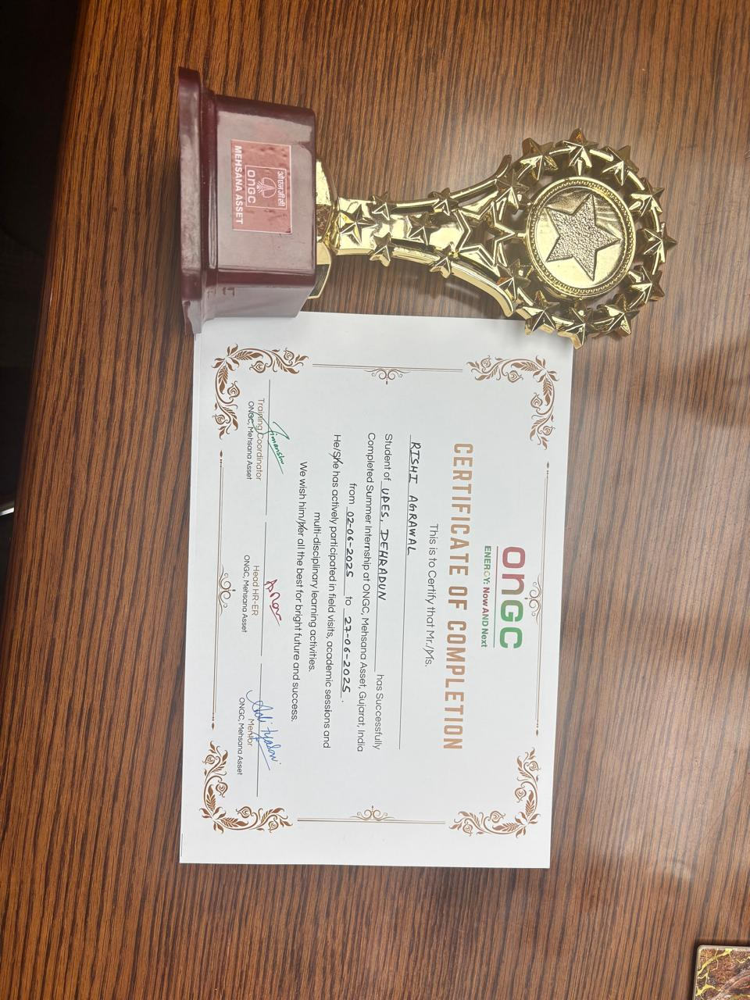 ओएनजीसी
ONGC
MEHSANA ASSET
ONGC
ENERGY: Now AND Next
CERTIFICATE OF COMPLETION
This is to Certify that Mr./Ms.
RISHI AGRAWAL
Student of UPES, DEHRADUN has Successfully
Completed Summer Internship at ONGC, Mehsana Asset, Gujarat, India
from 02-06-2025 to 27-06-2025.
He/She has actively participated in field visits, academic sessions and
multi-disciplinary learning activities.
We wish him/her all the best for bright future and success.
Himanshu
Training Coordinator
ONGC, Mehsana Asset
Head HR-ER
ONGC, Mehsana Asset
Mentor
ONGC, Mehsana Asset